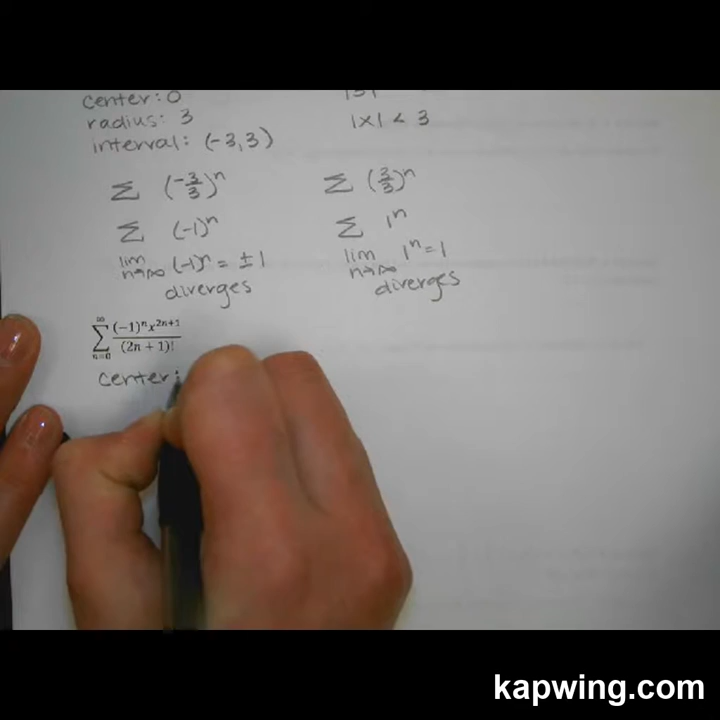 center: 0
radius: 3
|x| < 3
interval: (-3, 3)
∑ (-3/3)^n
∑ (3/3)^n
∑ (-1)^n
∑ 1^n
lim n→∞ (-1)^n = ±1
lim n→∞ 1^n = 1
diverges
diverges
∞∑n=0 (-1)^n x^{2n+1} / (2n + 1)!
center:
kapwing.com